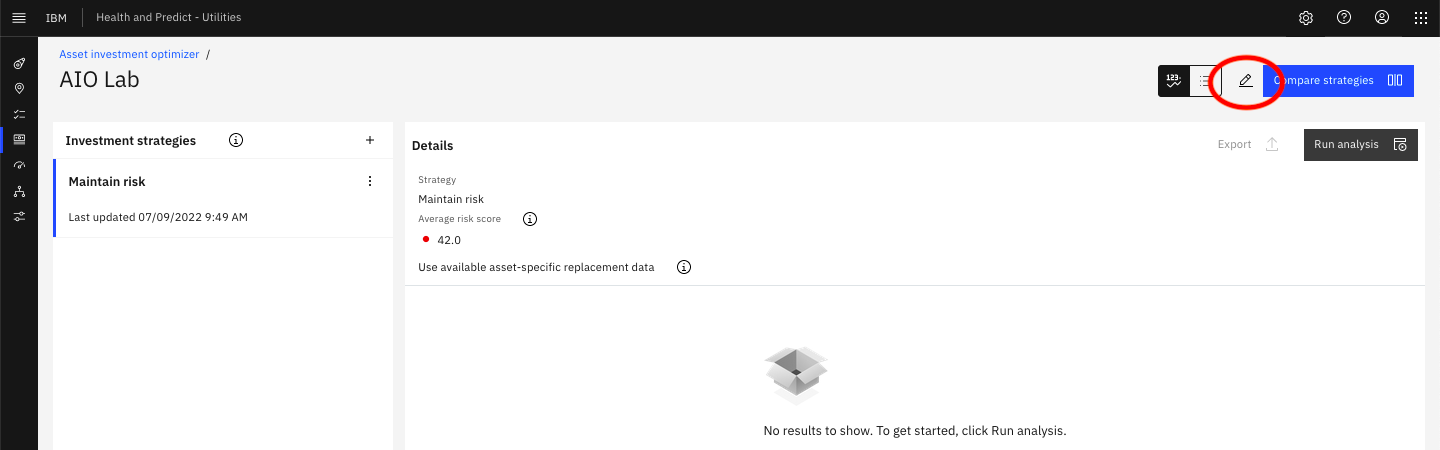 IBM Health and Predict - Utilities
Asset investment optimizer /
AIO Lab
123
Compare strategies
Investment strategies
Maintain risk
Last updated 07/09/2022 9:49 AM
Details
Export
Run analysis
Strategy
Maintain risk
Average risk score
42.0
Use available asset-specific replacement data
No results to show. To get started, click Run analysis.